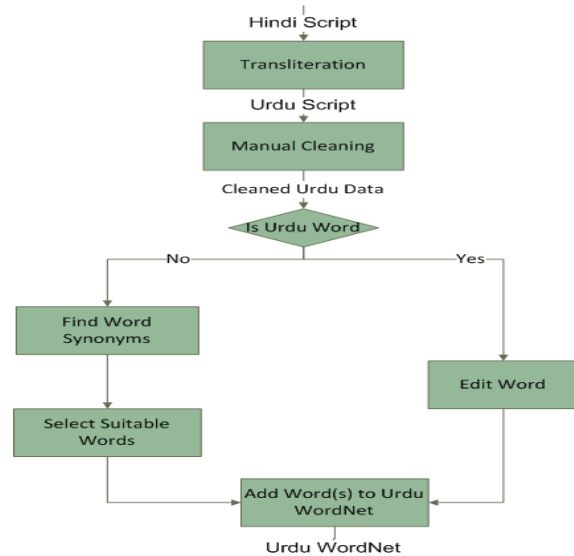 Hindi Script
Transliteration
Urdu Script
Manual Cleaning
Cleaned Urdu Data
Is Urdu Word
No
Yes
Find Word
Synonyms
Edit Word
Select Suitable
Words
Add Word(s) to Urdu
WordNet
Urdu WordNet